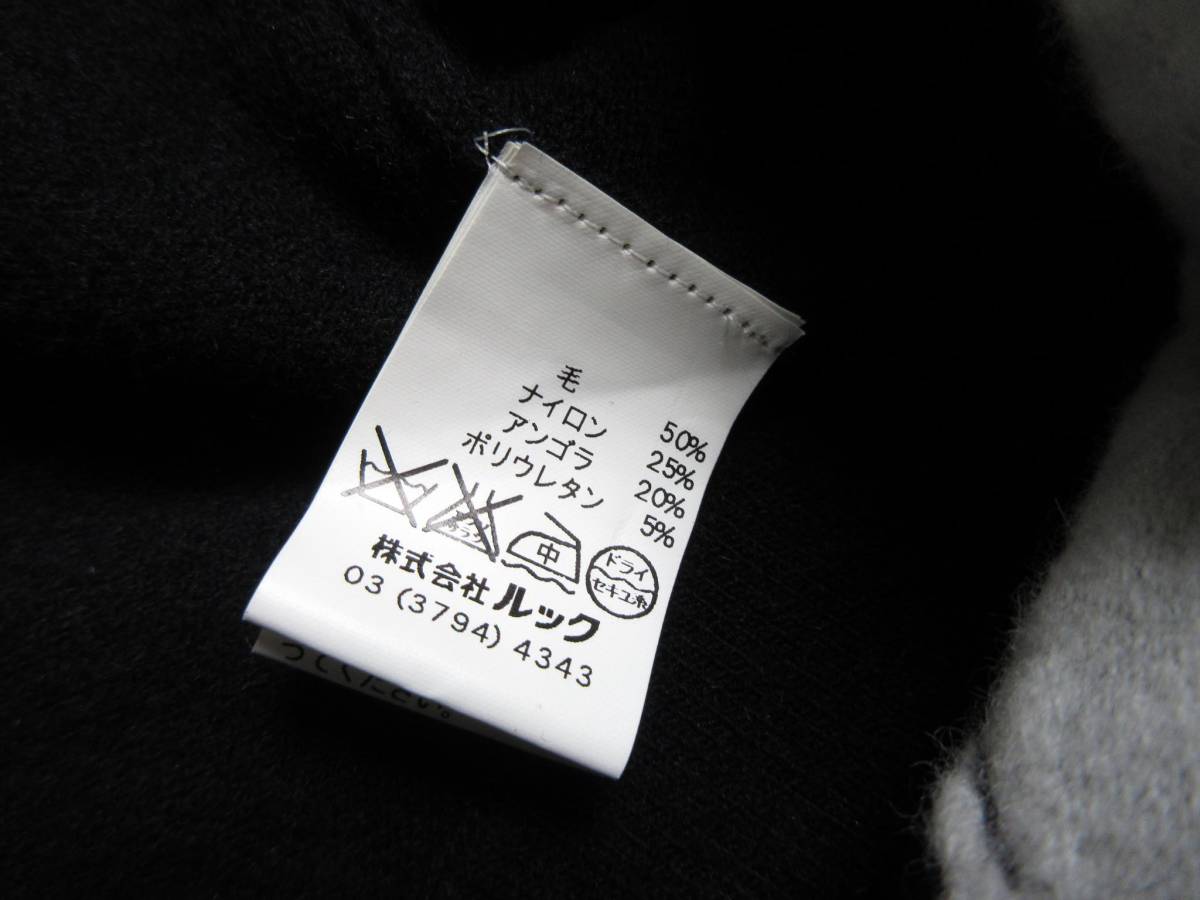 毛 50%
ナイロン 25%
アンゴラ 20%
ポリウレタン 5%
中 ドライ
セキユ系
株式会社 ルック
03 (3794) 4343